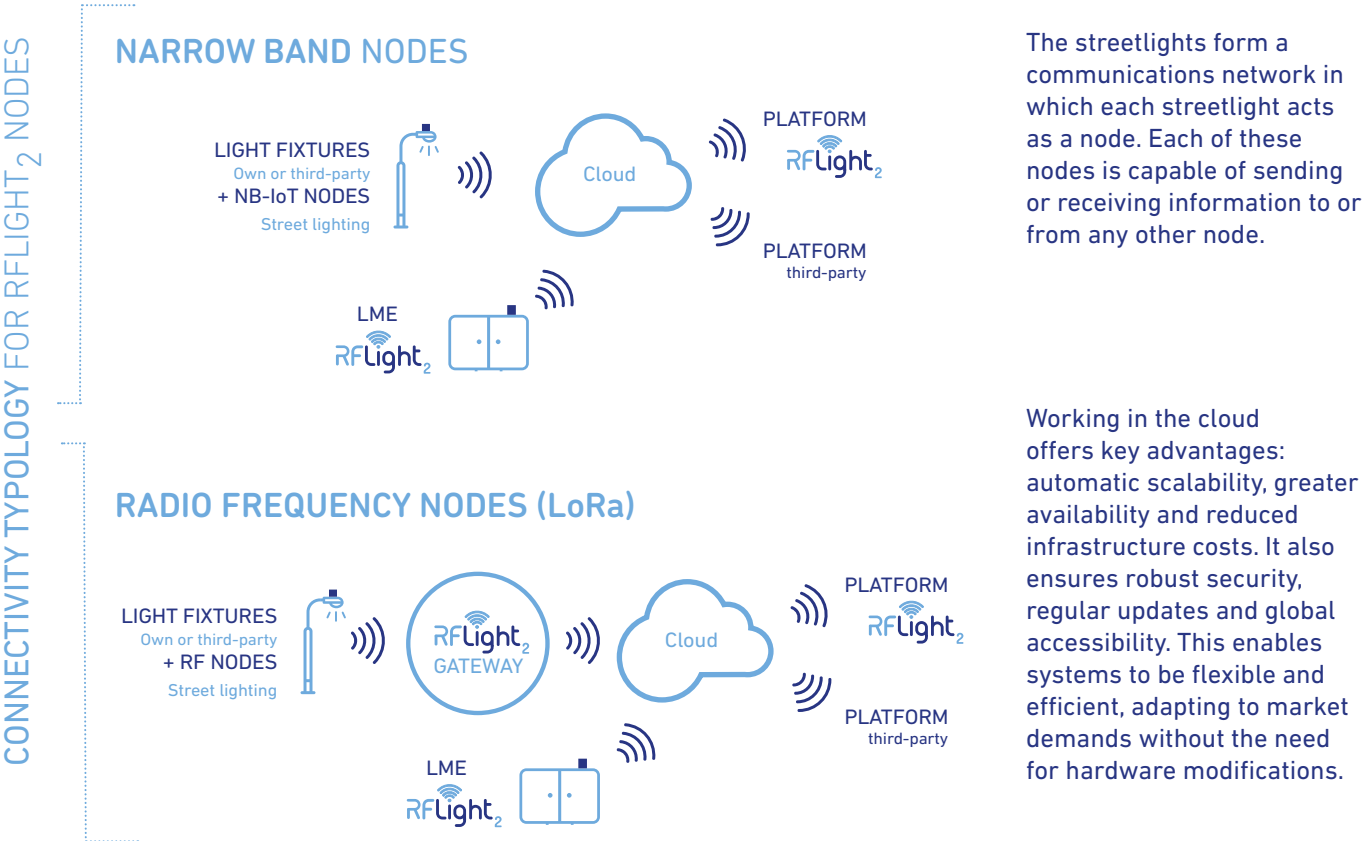 CONNECTIVITY TYPOLOGY FOR RFLIGHT2 NODES
NARROW BAND NODES
LIGHT FIXTURES
Own or third-party
+ NB-IoT NODES
Street lighting
Cloud
PLATFORM
RFLight2
PLATFORM
third-party
LME
RFLight2
The streetlights form a
communications network in
which each streetlight acts
as a node. Each of these
nodes is capable of sending
or receiving information to or
from any other node.
RADIO FREQUENCY NODES (LoRa)
LIGHT FIXTURES
Own or third-party
+ RF NODES
Street lighting
RFLight2
GATEWAY
Cloud
PLATFORM
RFLight2
PLATFORM
third-party
LME
RFLight2
Working in the cloud
offers key advantages:
automatic scalability, greater
availability and reduced
infrastructure costs. It also
ensures robust security,
regular updates and global
accessibility. This enables
systems to be flexible and
efficient, adapting to market
demands without the need
for hardware modifications.